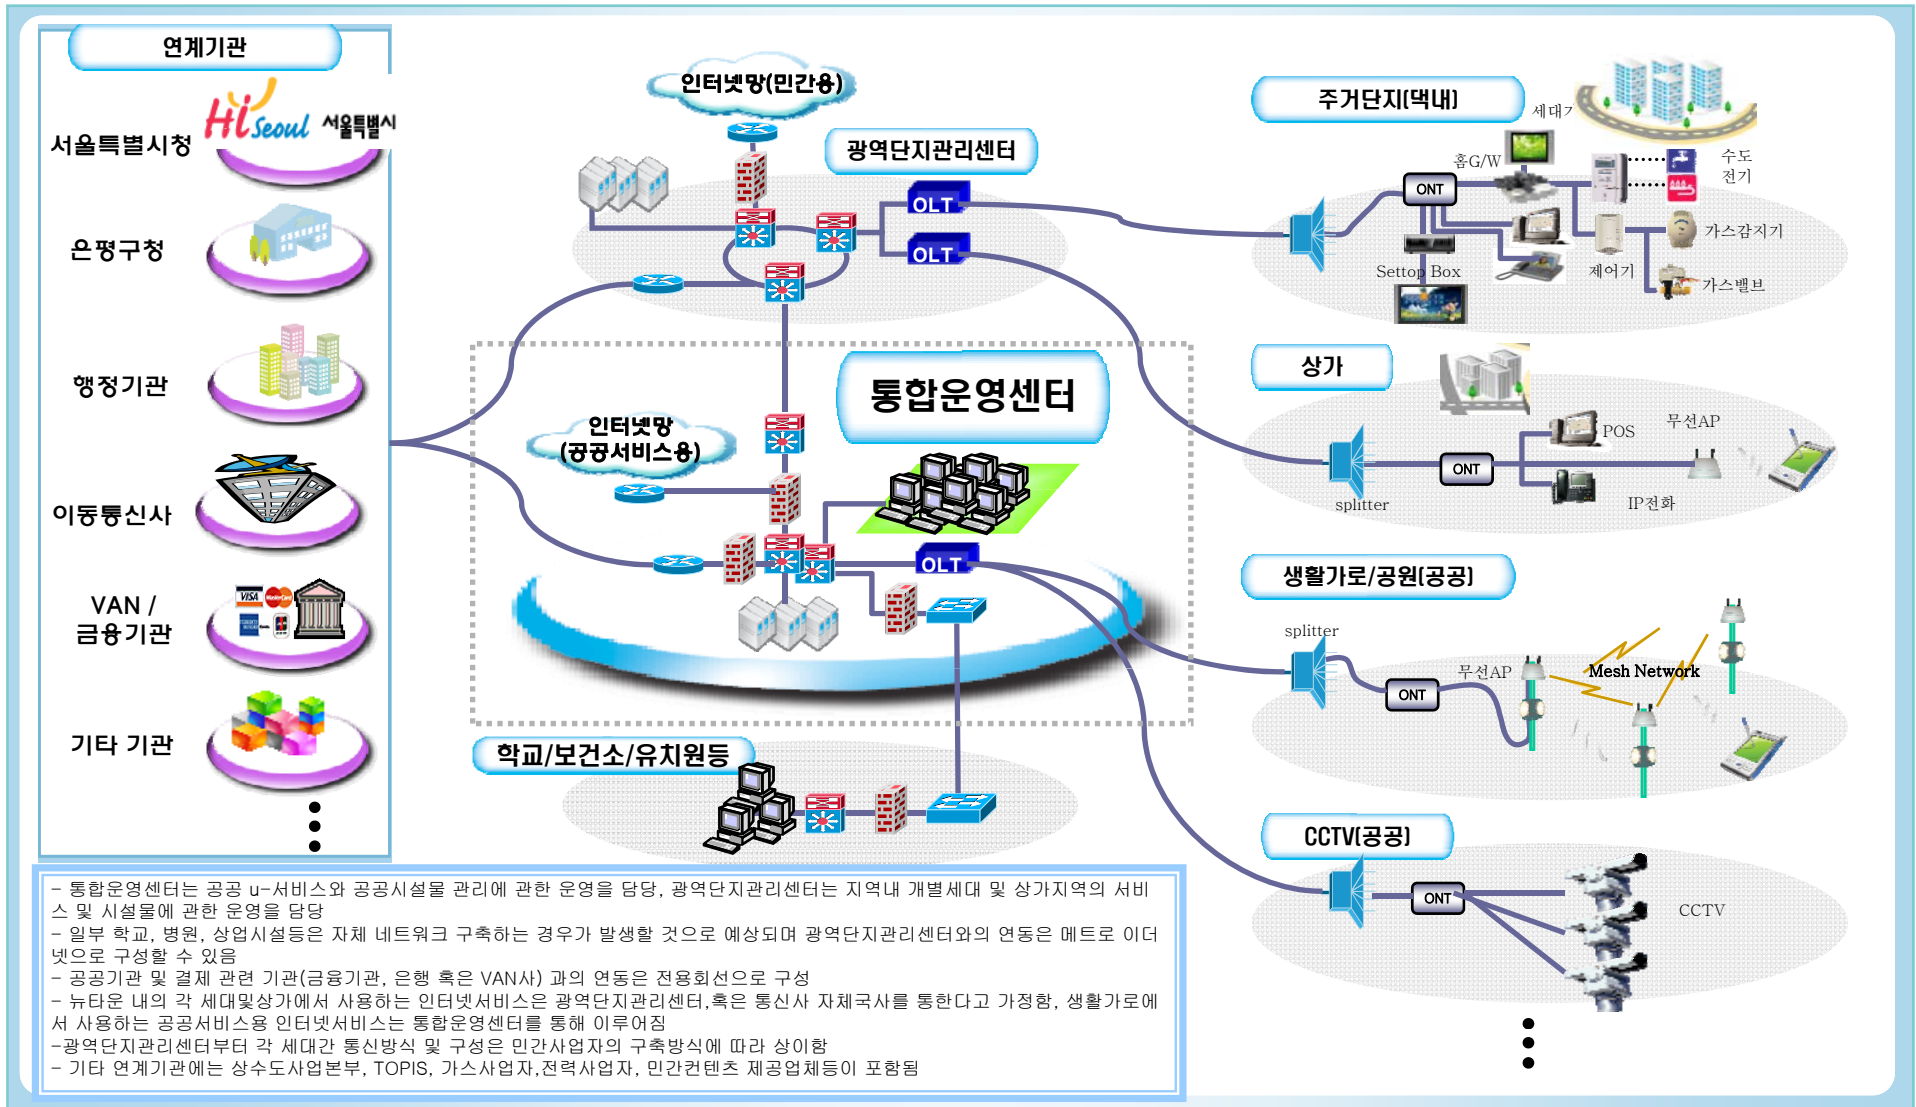 연계기관
Hi Seoul 서울특별시
서울특별시청
은평구청
행정기관
이동통신사
VAN /
금융기관
VISA
MasterCard
기타 기관
인터넷망(민간용)
광역단지관리센터
OLT
OLT
통합운영센터
인터넷망
(공공서비스용)
OLT
학교/보건소/유치원등
주거단지(댁내)
세대기
홈G/W
수도
전기
ONT
가스감지기
Settop Box
제어기
가스밸브
상가
POS
무선AP
ONT
splitter
IP전화
생활가로/공원(공공)
splitter
무선AP
Mesh Network
ONT
CCTV(공공)
ONT
CCTV
- 통합운영센터는 공공 u-서비스와 공공시설물 관리에 관한 운영을 담당, 광역단지관리센터는 지역내 개별세대 및 상가지역의 서비
스 및 시설물에 관한 운영을 담당
- 일부 학교, 병원, 상업시설등은 자체 네트워크 구축하는 경우가 발생할 것으로 예상되며 광역단지관리센터와의 연동은 메트로 이더
넷으로 구성할 수 있음
- 공공기관 및 결제 관련 기관(금융기관, 은행 혹은 VAN사) 과의 연동은 전용회선으로 구성
- 뉴타운 내의 각 세대및상가에서 사용하는 인터넷서비스은 광역단지관리센터,혹은 통신사 자체국사를 통한다고 가정함, 생활가로에
서 사용하는 공공서비스용 인터넷서비스는 통합운영센터를 통해 이루어짐
-광역단지관리센터부터 각 세대간 통신방식 및 구성은 민간사업자의 구축방식에 따라 상이함
- 기타 연계기관에는 상수도사업본부, TOPIS, 가스사업자,전력사업자, 민간컨텐츠 제공업체등이 포함됨